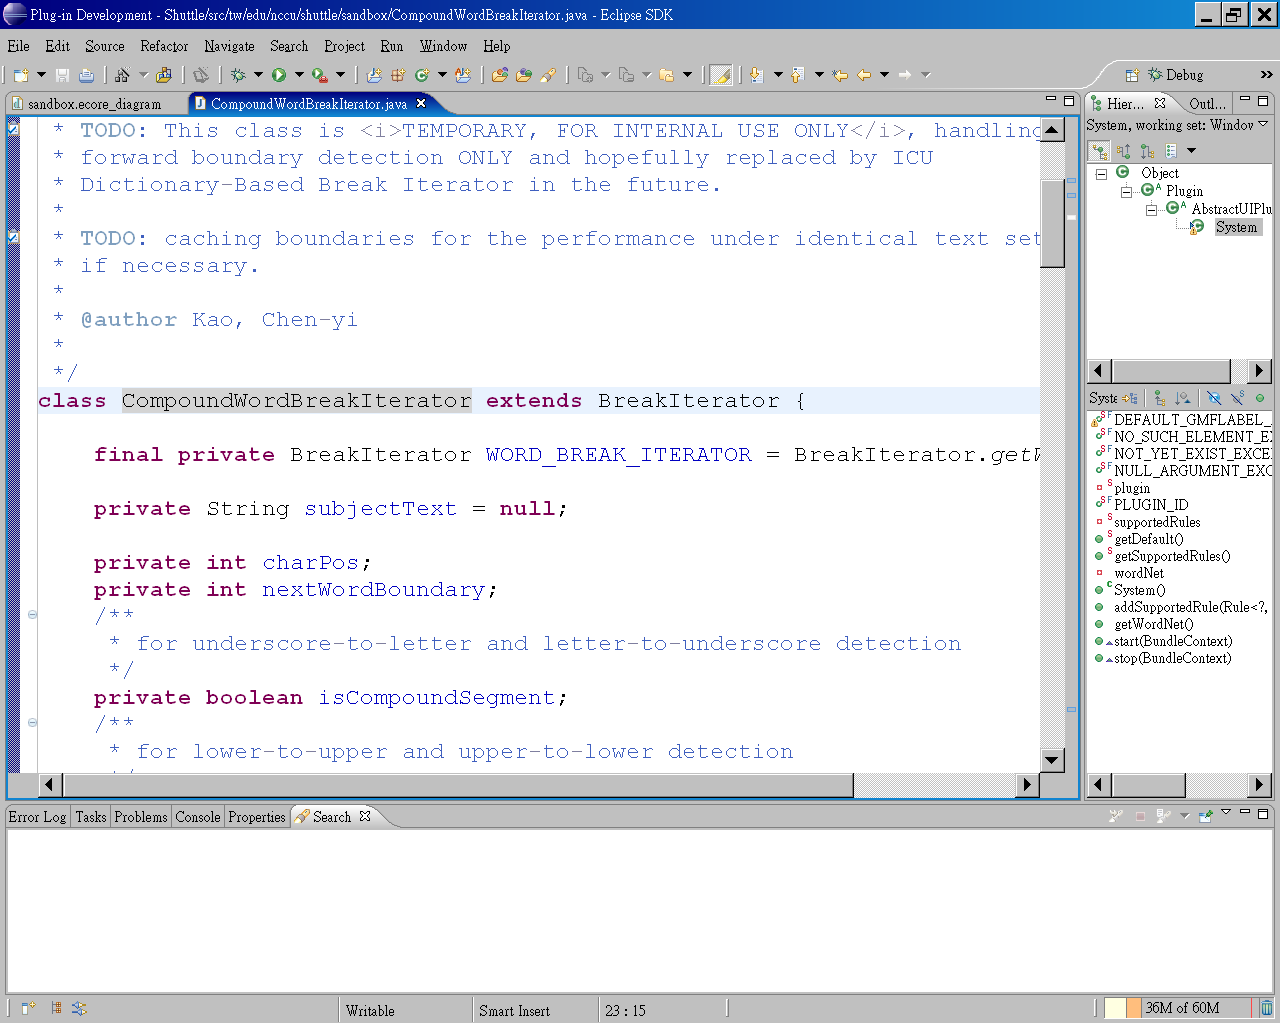 Plug-in Development - Shuttle/src/tw/edu/nccu/shuttle/sandbox/CompoundWordBreakIterator.java - Eclipse SDK
File Edit Source Refactor Navigate Search Project Run Window Help
Debug
sandbox.ecore_diagram
CompoundWordBreakIterator.java
* TODO: This class is <i>TEMPORARY, FOR INTERNAL USE ONLY</i>, handling
* forward boundary detection ONLY and hopefully replaced by ICU
* Dictionary-Based Break Iterator in the future.
*
* TODO: caching boundaries for the performance under identical text set
* if necessary.
*
* @author Kao, Chen-yi
*
*/
class CompoundWordBreakIterator extends BreakIterator {
final private BreakIterator WORD_BREAK_ITERATOR = BreakIterator.getW
private String subjectText = null;
private int charPos;
private int nextWordBoundary;
/**
* for underscore-to-letter and letter-to-underscore detection
*/
private boolean isCompoundSegment;
/**
* for lower-to-upper and upper-to-lower detection
Hier...
Outl...
System, working set: Window
Object
Plugin
AbstractUIPlu
System
Syste
DEFAULT_GMFLABEL_
NO_SUCH_ELEMENT_EX
NOT_YET_EXIST_EXCE
NULL_ARGUMENT_EXC
plugin
PLUGIN_ID
supportedRules
getDefault()
getSupportedRules()
wordNet
System()
addSupportedRule(Rule<?,
getWordNet()
start(BundleContext)
stop(BundleContext)
Error Log Tasks Problems Console Properties Search
Writable
Smart Insert
23 : 15
36M of 60M